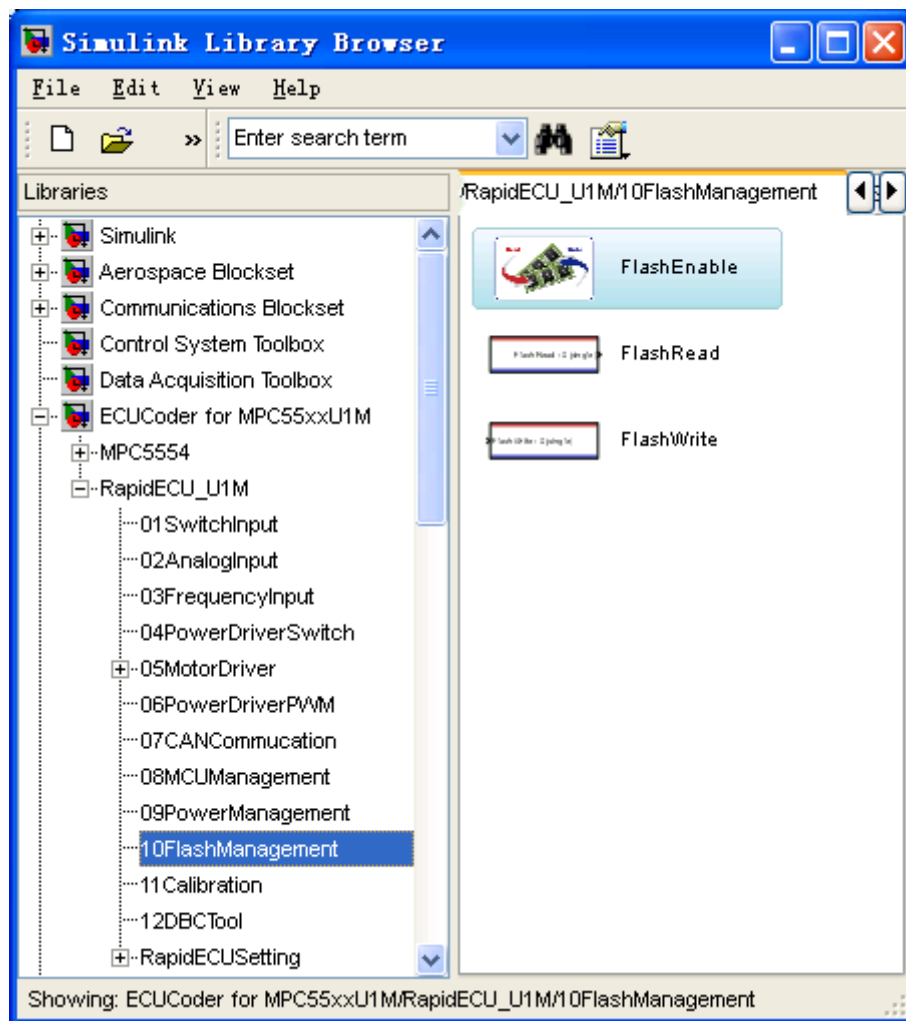 Simulink Library Browser
File Edit View Help
» Enter search term
Libraries
/RapidECU_U1M/10FlashManagement
Simulink
Aerospace Blockset
Communications Blockset
Control System Toolbox
Data Acquisition Toolbox
ECUCoder for MPC55xxU1M
MPC5554
RapidECU_U1M
01SwitchInput
02AnalogInput
03FrequencyInput
04PowerDriverSwitch
05MotorDriver
06PowerDriverPWM
07CANCommucation
08MCUManagement
09PowerManagement
10FlashManagement
11Calibration
12DBCTool
RapidECUSetting
FlashEnable
FlashRead
FlashWrite
Showing: ECUCoder for MPC55xxU1M/RapidECU_U1M/10FlashManagement